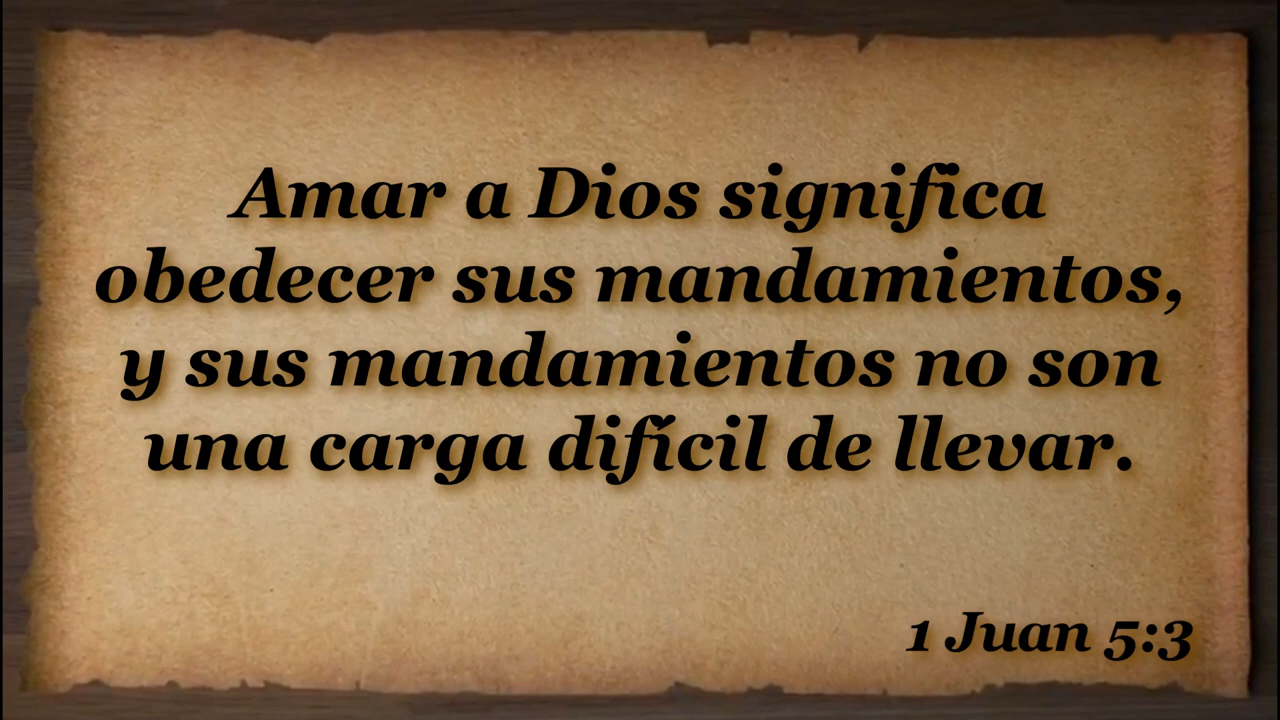 Amar a Dios significa
obedecer sus mandamientos,
y sus mandamientos no son
una carga difícil de llevar.
1 Juan 5:3